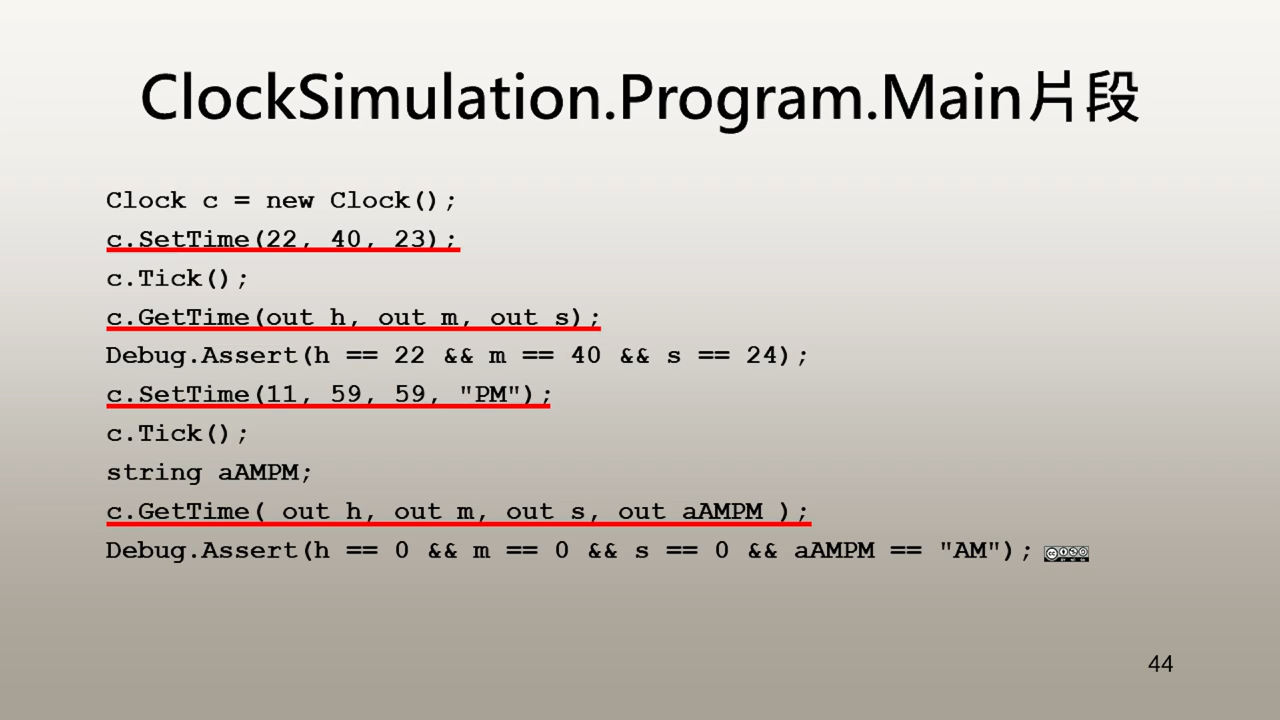 ClockSimulation.Program.Main片段
Clock c = new Clock();
c.SetTime(22, 40, 23);
c.Tick();
c.GetTime(out h, out m, out s);
Debug.Assert(h == 22 && m == 40 && s == 24);
c.SetTime(11, 59, 59, "PM");
c.Tick();
string aAMPM;
c.GetTime( out h, out m, out s, out aAMPM );
Debug.Assert(h == 0 && m == 0 && s == 0 && aAMPM == "AM");
44